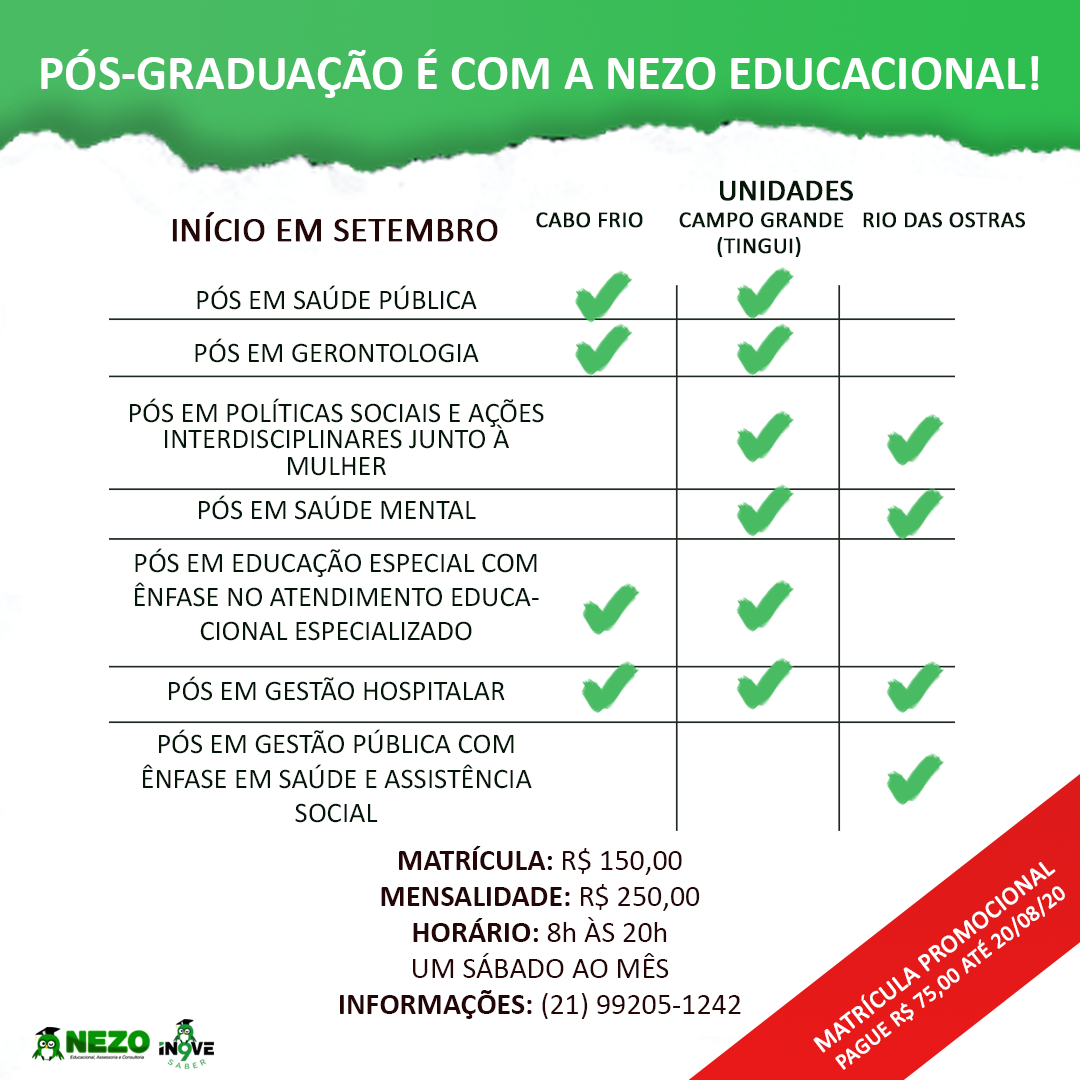 PÓS-GRADUAÇÃO É COM A NEZO EDUCACIONAL!
UNIDADES
INÍCIO EM SETEMBRO
CABO FRIO
CAMPO GRANDE
(TINGUI)
RIO DAS OSTRAS
PÓS EM SAÚDE PÚBLICA
PÓS EM GERONTOLOGIA
PÓS EM POLÍTICAS SOCIAIS E AÇÕES
INTERDISCIPLINARES JUNTO À
MULHER
PÓS EM SAÚDE MENTAL
PÓS EM EDUCAÇÃO ESPECIAL COM
ÊNFASE NO ATENDIMENTO EDUCA-
CIONAL ESPECIALIZADO
PÓS EM GESTÃO HOSPITALAR
PÓS EM GESTÃO PÚBLICA COM
ÊNFASE EM SAÚDE E ASSISTÊNCIA
SOCIAL
MATRÍCULA: R$ 150,00
MENSALIDADE: R$ 250,00
HORÁRIO: 8h ÀS 20h
UM SÁBADO AO MÊS
INFORMAÇÕES: (21) 99205-1242
MATRÍCULA PROMOCIONAL
PAGUE R$ 75,00 ATÉ 20/08/20
NEZO
Educacional, Assessoria e Consultoria
iN9VE
SABER